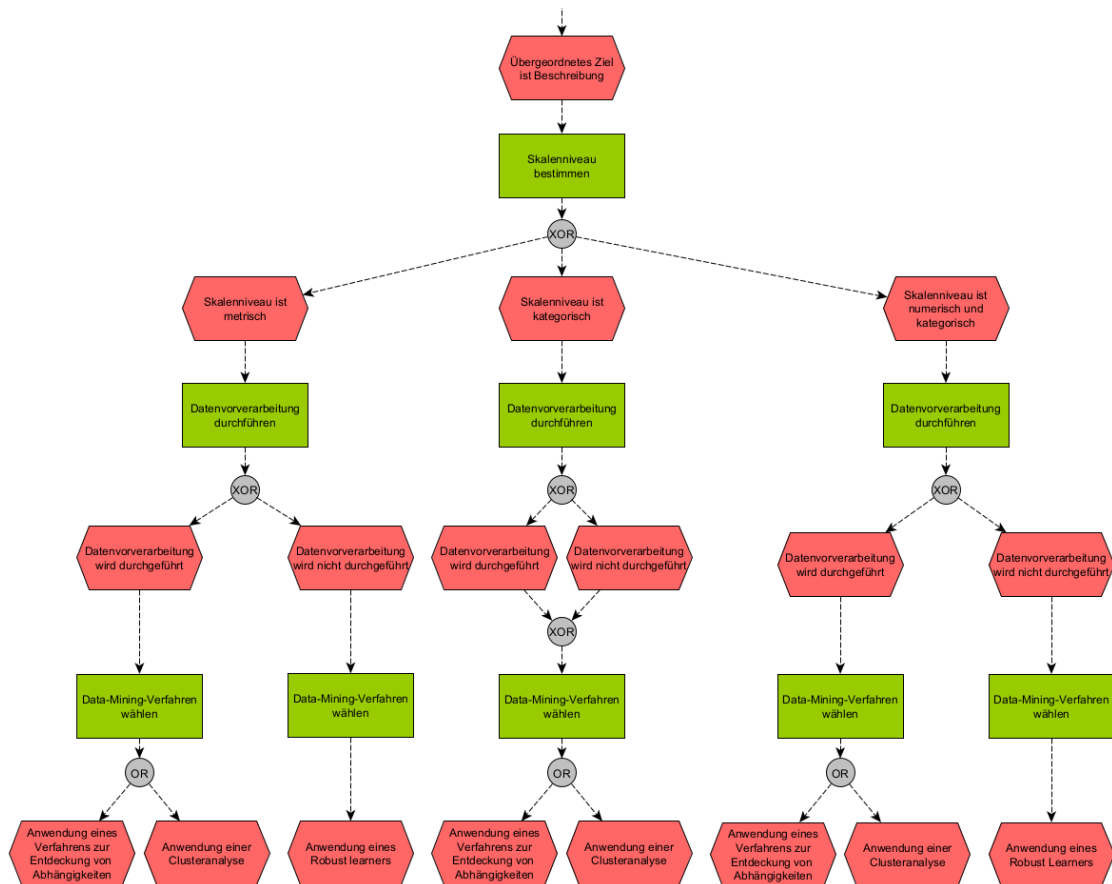 Übergeordnetes Ziel
ist Beschreibung
Skalenniveau
bestimmen
XOR
Skalenniveau ist
metrisch
Skalenniveau ist
kategorisch
Skalenniveau ist
numerisch und
kategorisch
Datenvorverarbeitung
durchführen
Datenvorverarbeitung
durchführen
Datenvorverarbeitung
durchführen
XOR
XOR
XOR
Datenvorverarbeitung
wird durchgeführt
Datenvorverarbeitung
wird nicht durchgeführt
Datenvorverarbeitung
wird durchgeführt
Datenvorverarbeitung
wird nicht durchgeführt
Datenvorverarbeitung
wird durchgeführt
Datenvorverarbeitung
wird nicht durchgeführt
XOR
Data-Mining-Verfahren
wählen
Data-Mining-Verfahren
wählen
Data-Mining-Verfahren
wählen
Data-Mining-Verfahren
wählen
Data-Mining-Verfahren
wählen
OR
OR
OR
Anwendung eines
Verfahrens zur
Entdeckung von
Abhängigkeiten
Anwendung einer
Clusteranalyse
Anwendung eines
Robust learners
Anwendung eines
Verfahrens zur
Entdeckung von
Abhängigkeiten
Anwendung einer
Clusteranalyse
Anwendung eines
Verfahrens zur
Entdeckung von
Abhängigkeiten
Anwendung einer
Clusteranalyse
Anwendung eines
Robust Learners